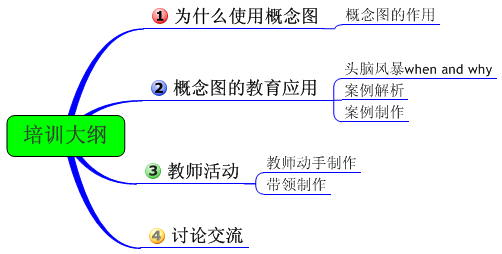 培训大纲
1 为什么使用概念图
概念图的作用
2 概念图的教育应用
头脑风暴when and why
案例解析
案例制作
3 教师活动
教师动手制作
带领制作
4 讨论交流